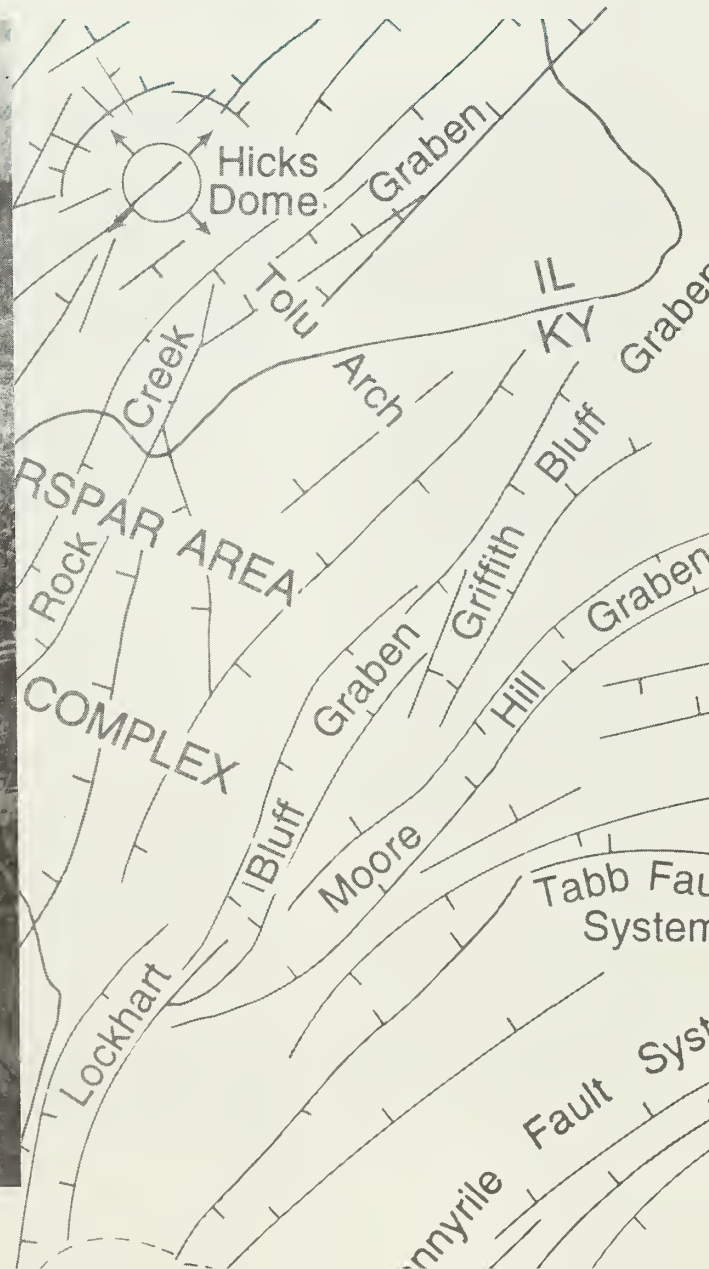 Hicks
Dome
Graben
Tolu
Arch
IL
KY
Graben
Rock
Creek
RSPAR AREA
COMPLEX
Griffith
Bluff
Graben
Moore
Hill
Graben
Lockhart
Bluff
Tabb Fau
System
nnyrile
Fault
Syst